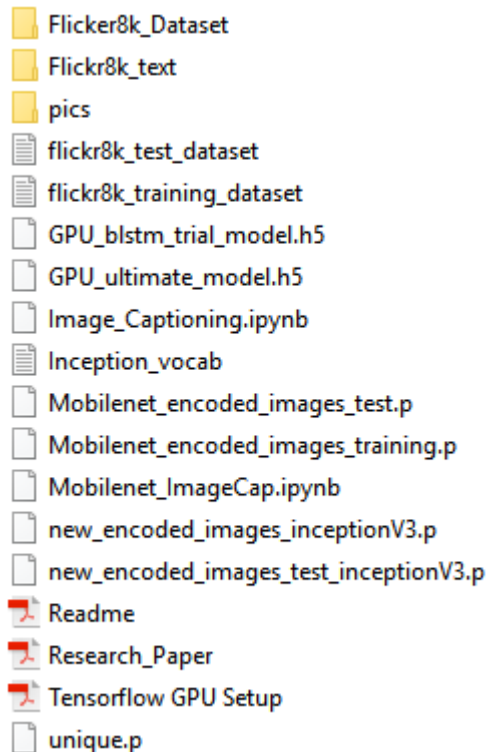 Flicker8k_Dataset
Flickr8k_text
pics
flickr8k_test_dataset
flickr8k_training_dataset
GPU_blstm_trial_model.h5
GPU_ultimate_model.h5
Image_Captioning.ipynb
Inception_vocab
Mobilenet_encoded_images_test.p
Mobilenet_encoded_images_training.p
Mobilenet_ImageCap.ipynb
new_encoded_images_inceptionV3.p
new_encoded_images_test_inceptionV3.p
Readme
Research_Paper
Tensorflow GPU Setup
unique.p